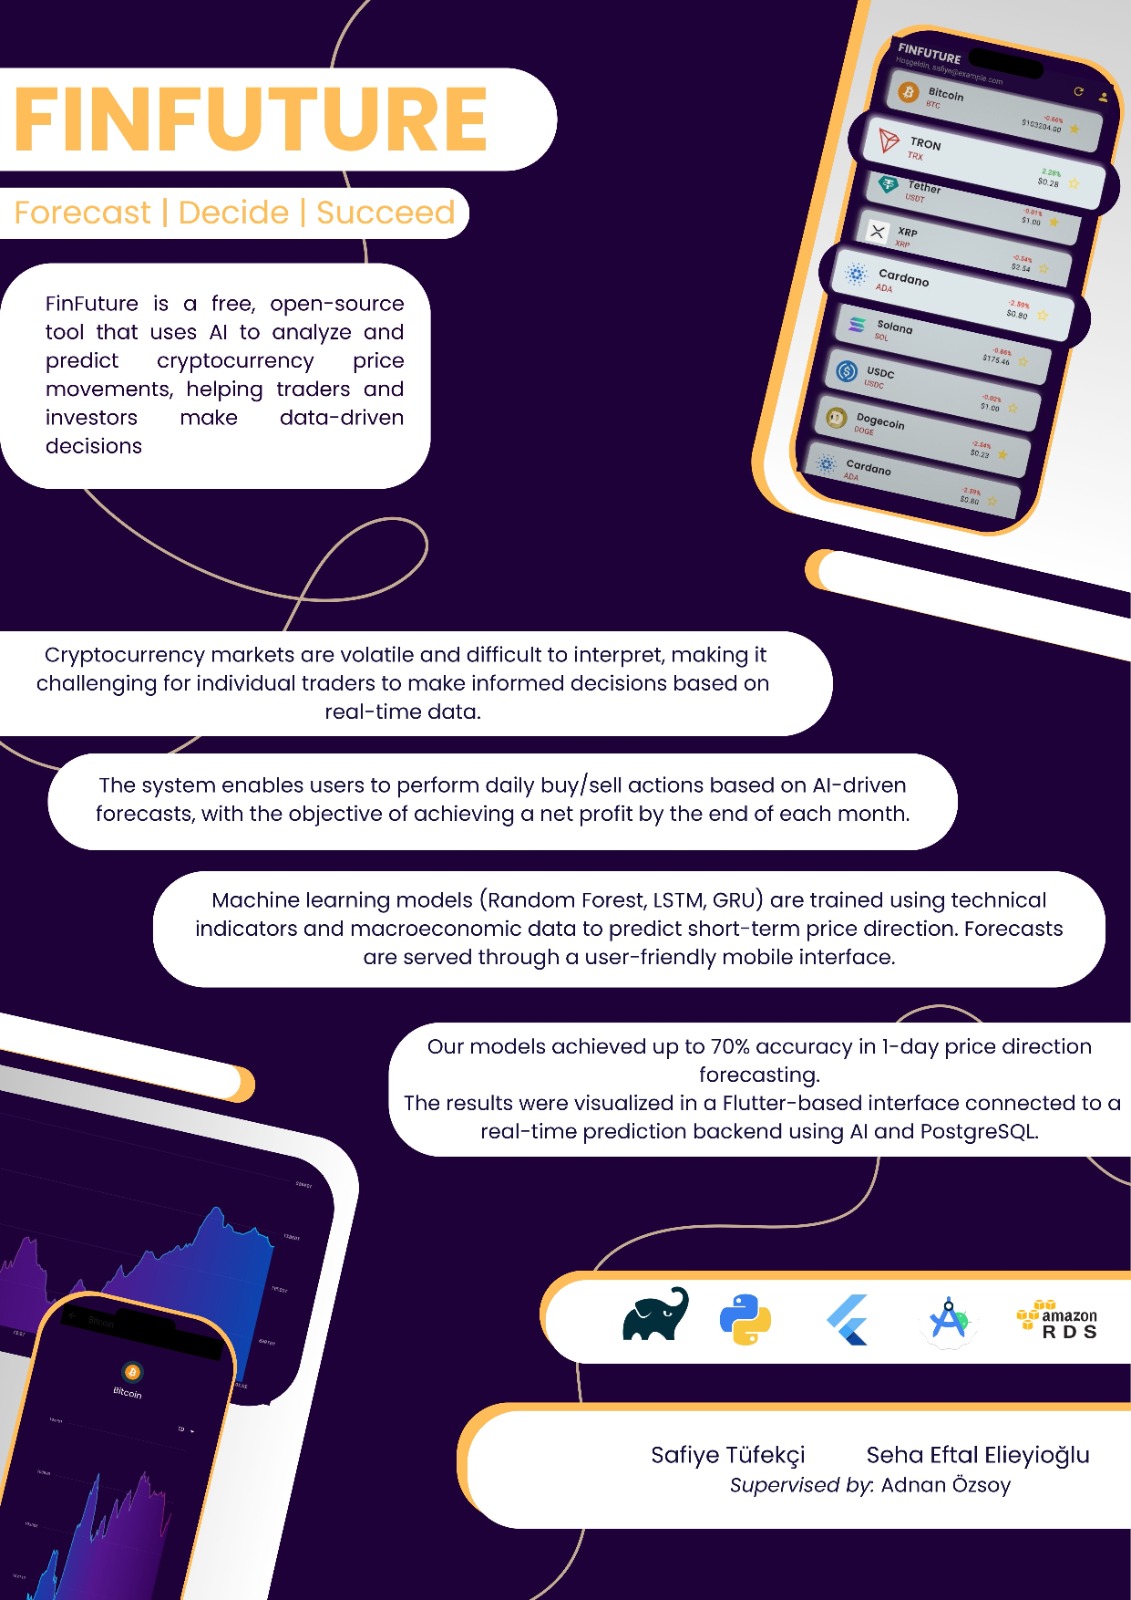 FINFUTURE
Forecast | Decide | Succeed
FinFuture is a free, open-source
tool that uses AI to analyze and
predict cryptocurrency price
movements, helping traders and
investors make data-driven
decisions
FINFUTURE
Hoşgeldin, safiye@example.com
Bitcoin
BTC
-0.66%
$103204.00
TRON
TRX
2.28%
$0.28
Tether
USDT
-0.01%
$1.00
XRP
XRP
-0.54%
$2.34
Cardano
ADA
-2.59%
$0.80
Solana
SOL
-0.86%
$175.46
USDC
USDC
-0.02%
$1.00
Dogecoin
DOGE
-2.54%
$0.23
Cardano
ADA
-2.59%
$0.80
Cryptocurrency markets are volatile and difficult to interpret, making it
challenging for individual traders to make informed decisions based on
real-time data.
The system enables users to perform daily buy/sell actions based on AI-driven
forecasts, with the objective of achieving a net profit by the end of each month.
Machine learning models (Random Forest, LSTM, GRU) are trained using technical
indicators and macroeconomic data to predict short-term price direction. Forecasts
are served through a user-friendly mobile interface.
Our models achieved up to 70% accuracy in 1-day price direction
forecasting.
The results were visualized in a Flutter-based interface connected to a
real-time prediction backend using AI and PostgreSQL.
Bitcoin
Bitcoin
amazon
RDS
Safiye Tüfekçi Seha Eftal Elieyioğlu
Supervised by: Adnan Özsoy